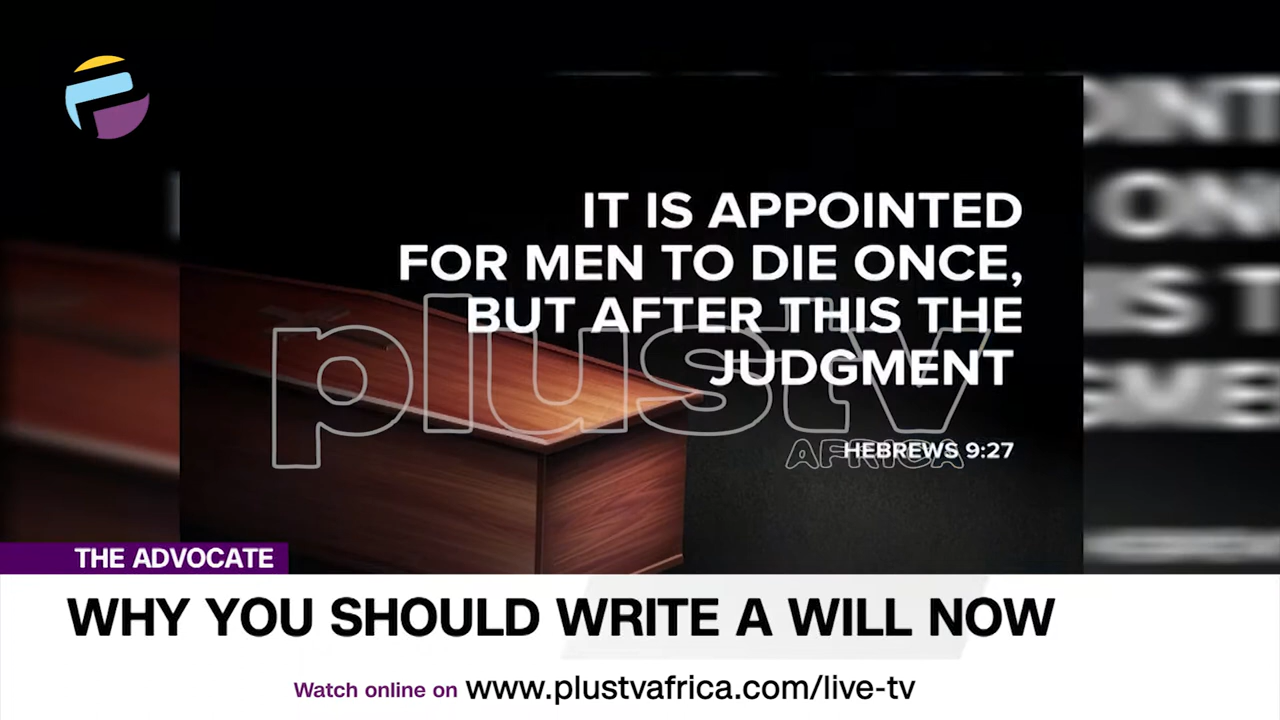 IT IS APPOINTED
FOR MEN TO DIE ONCE,
BUT AFTER THIS THE
JUDGMENT
plustv
AFRICA
HEBREWS 9:27
THE ADVOCATE
WHY YOU SHOULD WRITE A WILL NOW
Watch online on www.plustvafrica.com/live-tv